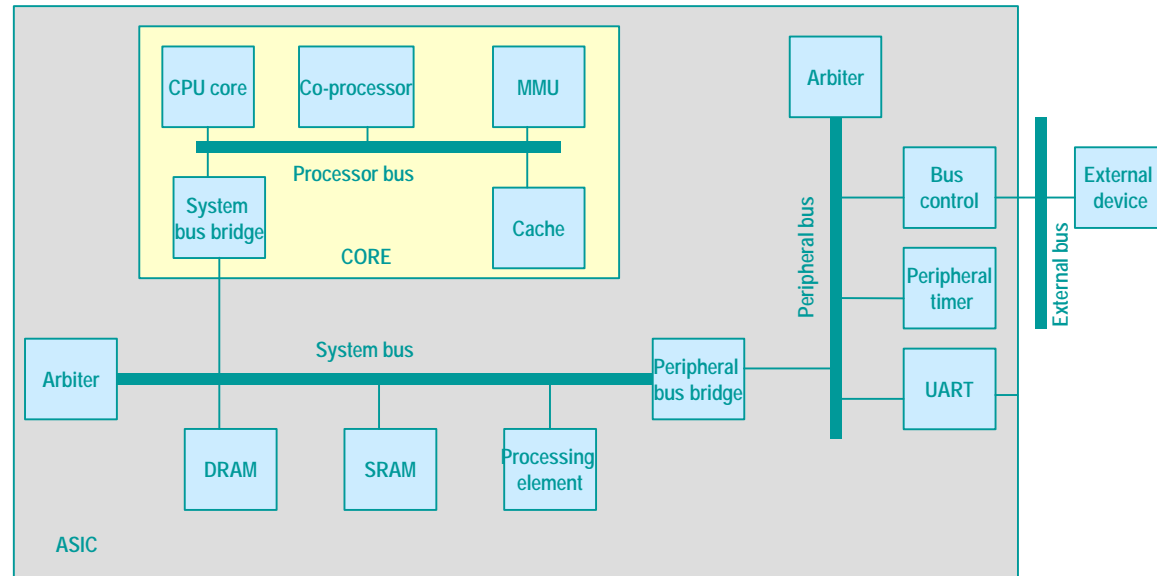 CPU core
Co-processor
MMU
Arbiter
Processor bus
Bus
control
External
device
System
bus bridge
Cache
CORE
Peripheral bus
Peripheral
timer
External bus
System bus
Arbiter
Peripheral
bus bridge
UART
DRAM
SRAM
Processing
element
ASIC